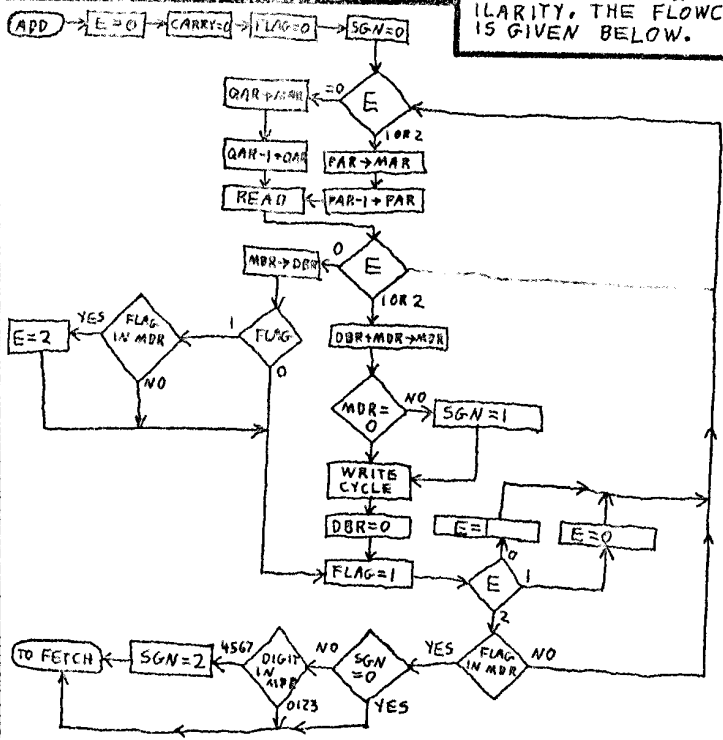 ILARITY. THE FLOWC
IS GIVEN BELOW.
ADD
E=0
CARRY=0
FLAG=0
SGN=0
E
=0
1 OR 2
QAR→MAR
QAR-1→QAR
PAR→MAR
PAR-1→PAR
READ
E
0
1 OR 2
MDR→DBR
FLAG
1
0
FLAG
IN MDR
YES
NO
E=2
DBR+MDR→MDR
MDR=
0
NO
SGN=1
WRITE
CYCLE
DBR=0
FLAG=1
E=
E=0
E
0
1
2
FLAG
IN MDR
YES
NO
SGN
=0
NO
YES
DIGIT
IN MDR
4567
0123
SGN=2
TO FETCH